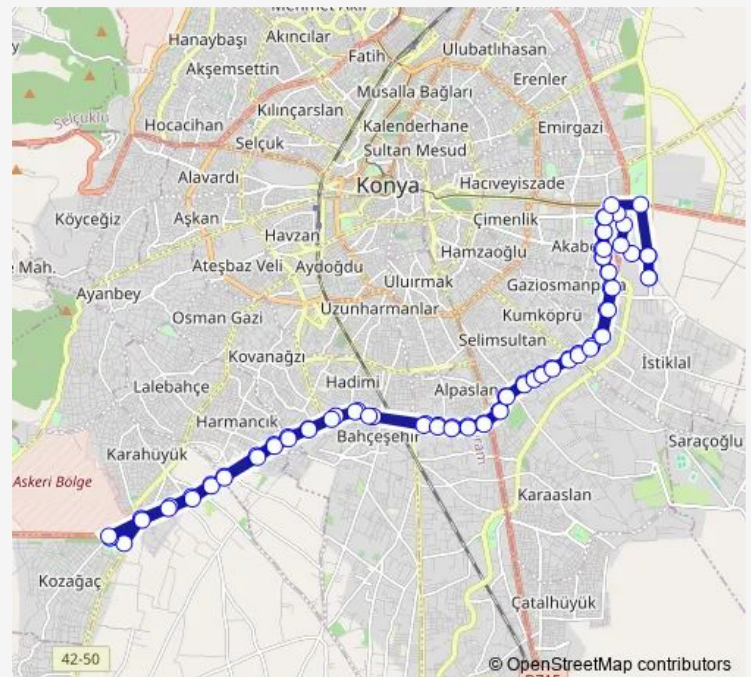 Mehmet Akif
Hanaybaşı
Akıncılar
Fatih
Ulubatlıhasan
Akşemsettin
Erenler
Musalla Bağları
Kılınçarslan
Selçuklu
Hocacihan
Kalenderhane
Emirgazi
Selçuk
Sultan Mesud
Alavardı
Konya
Hacıveyiszade
Köyceğiz
Aşkan
Çimenlik
Havzan
Mah.
Ateşbaz Veli
Aydoğdu
Hamzaoğlu
Ayanbey
Uluırmak
Uzunharmanlar
Kumköprü
Osman Gazi
Selimsultan
Kovanağzı
İstiklal
Lalebahçe
Hadimi
Alpaslan
Harmancık
Bahçeşehir
Saraçoğlu
Karahüyük
Askeri Bölge
Karaaslan
Kozağaç
Çatalhüyük
42-50
© OpenStreetMap contributors